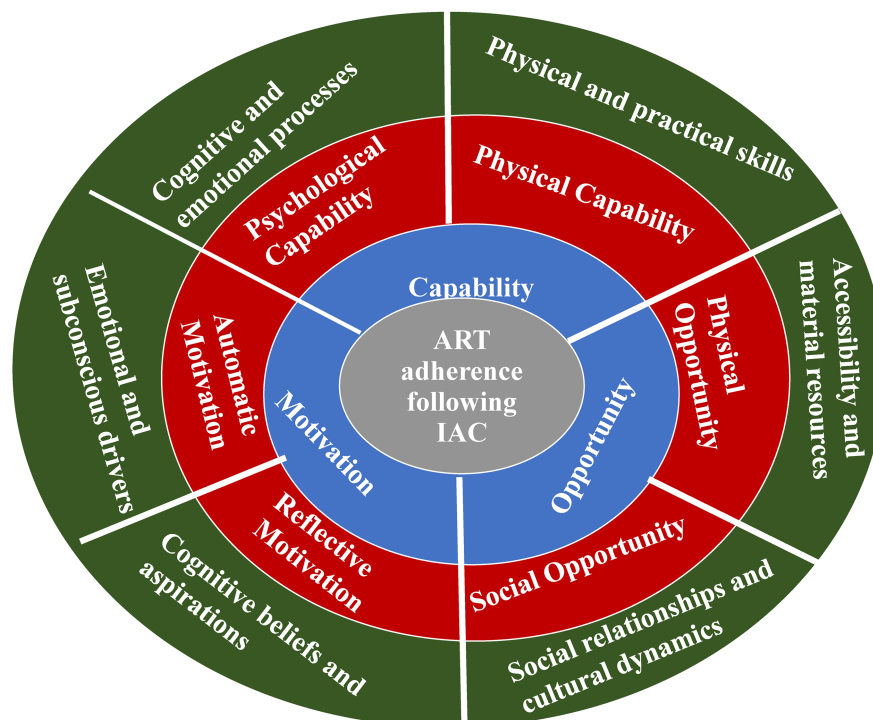 Cognitive and
emotional processes
Physical and practical skills
Psychological
Capability
Physical Capability
Capability
Emotional and
subconscious drivers
Automatic
Motivation
Motivation
ART
adherence
following
IAC
Opportunity
Physical
Opportunity
Accessibility and
material resources
Reflective
Motivation
Social Opportunity
Cognitive beliefs and
aspirations
Social relationships and
cultural dynamics